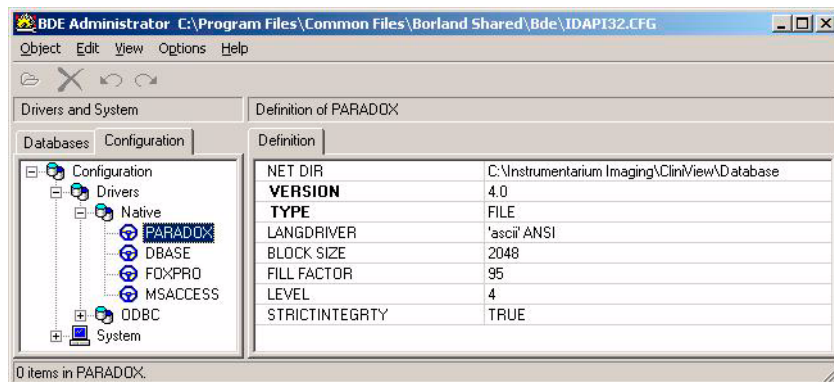 BDE Administrator C:\Program Files\Common Files\Borland Shared\Bde\IDAPI32.CFG
Object Edit View Options Help
Drivers and System
Definition of PARADOX
Databases Configuration
Definition
Configuration
Drivers
Native
PARADOX
DBASE
FOXPRO
MSACCESS
ODBC
System
NET DIR C:\Instrumentarium Imaging\CliniView\Database
VERSION 4.0
TYPE FILE
LANGDRIVER 'ascii' ANSI
BLOCK SIZE 2048
FILL FACTOR 95
LEVEL 4
STRICTINTEGRTY TRUE
0 items in PARADOX.